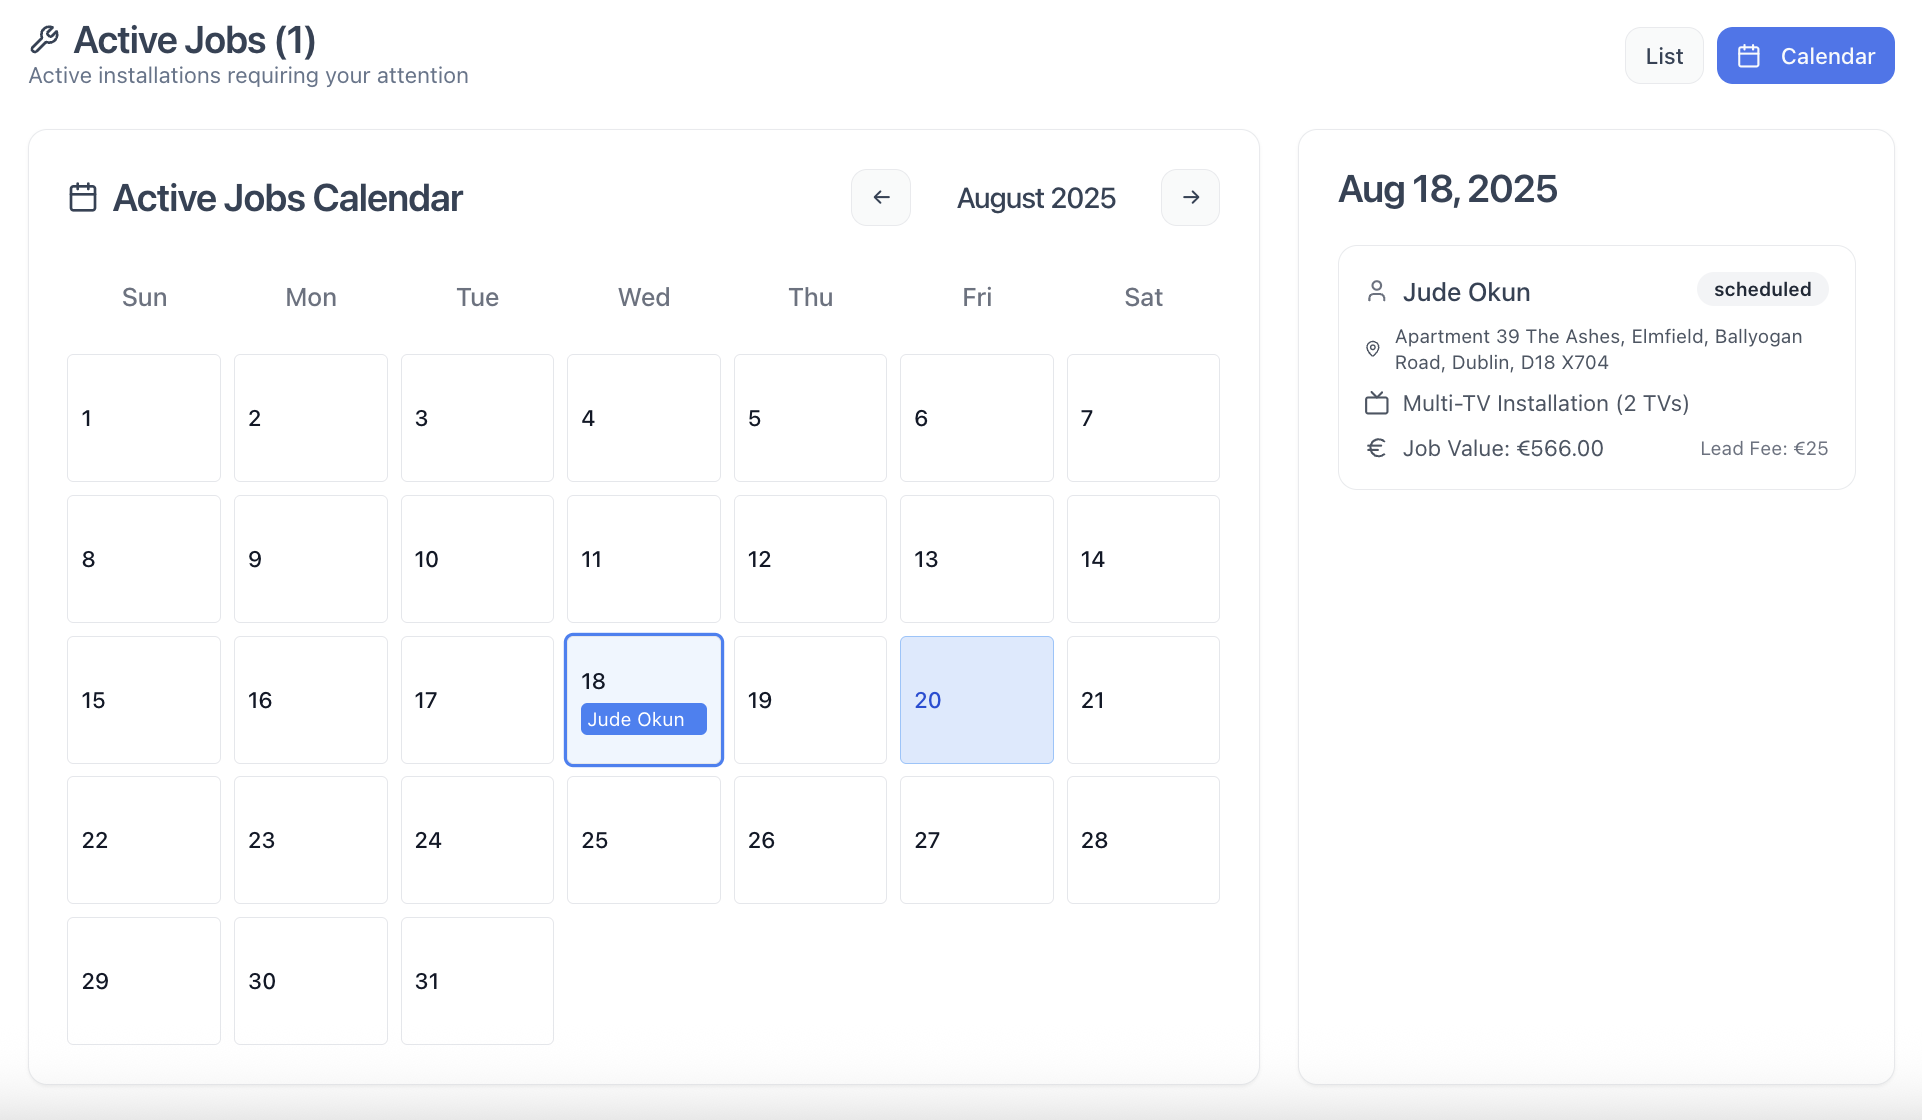 Active Jobs (1)
Active installations requiring your attention
List
Calendar
Active Jobs Calendar
August 2025
Sun Mon Tue Wed Thu Fri Sat
1 2 3 4 5 6 7
8 9 10 11 12 13 14
15 16 17 18 19 20 21
Jude Okun
22 23 24 25 26 27 28
29 30 31
Aug 18, 2025
Jude Okun
scheduled
Apartment 39 The Ashes, Elmfield, Ballyogan
Road, Dublin, D18 X704
Multi-TV Installation (2 TVs)
€ Job Value: €566.00
Lead Fee: €25